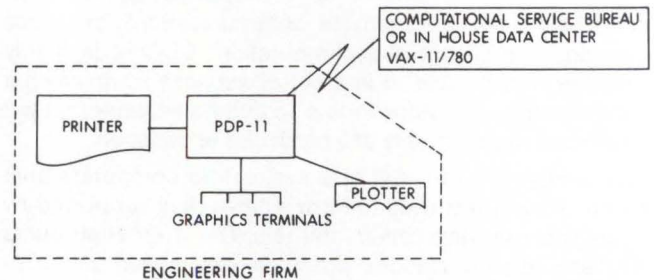 COMPUTATIONAL SERVICE BUREAU
OR IN HOUSE DATA CENTER
VAX-11/780
PRINTER
PDP-11
PLOTTER
GRAPHICS TERMINALS
ENGINEERING FIRM